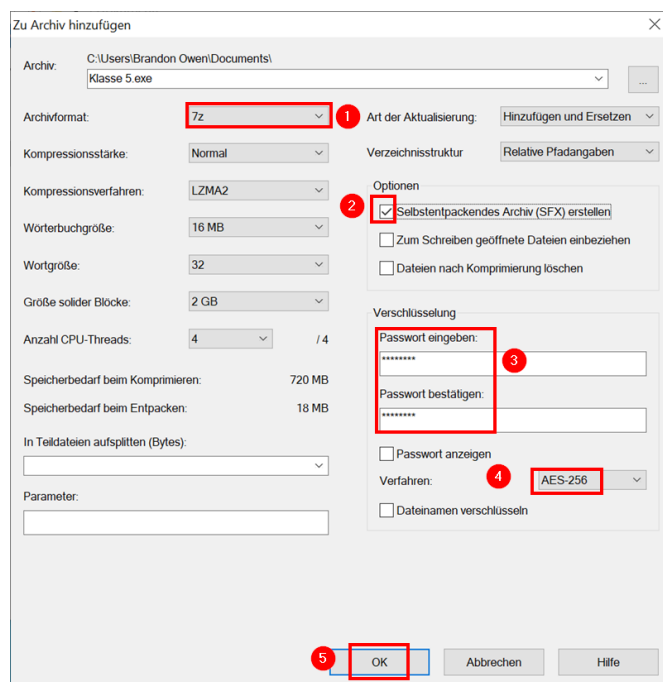 Zu Archiv hinzufügen
Archiv:
C:\Users\Brandon Owen\Documents\
Klasse 5.exe
...
Archivformat:
7z
1
Kompressionsstärke:
Normal
Kompressionsverfahren:
LZMA2
Wörterbuchgröße:
16 MB
Wortgröße:
32
Größe solider Blöcke:
2 GB
Anzahl CPU-Threads:
4
/ 4
Speicherbedarf beim Komprimieren:
720 MB
Speicherbedarf beim Entpacken:
18 MB
In Teildateien aufsplitten (Bytes):
Parameter:
Art der Aktualisierung:
Hinzufügen und Ersetzen
Verzeichnisstruktur
Relative Pfadangaben
Optionen
2
Selbstentpackendes Archiv (SFX) erstellen
Zum Schreiben geöffnete Dateien einbeziehen
Dateien nach Komprimierung löschen
Verschlüsselung
Passwort eingeben:
********
3
Passwort bestätigen:
********
Passwort anzeigen
4
Verfahren:
AES-256
Dateinamen verschlüsseln
5
OK
Abbrechen
Hilfe